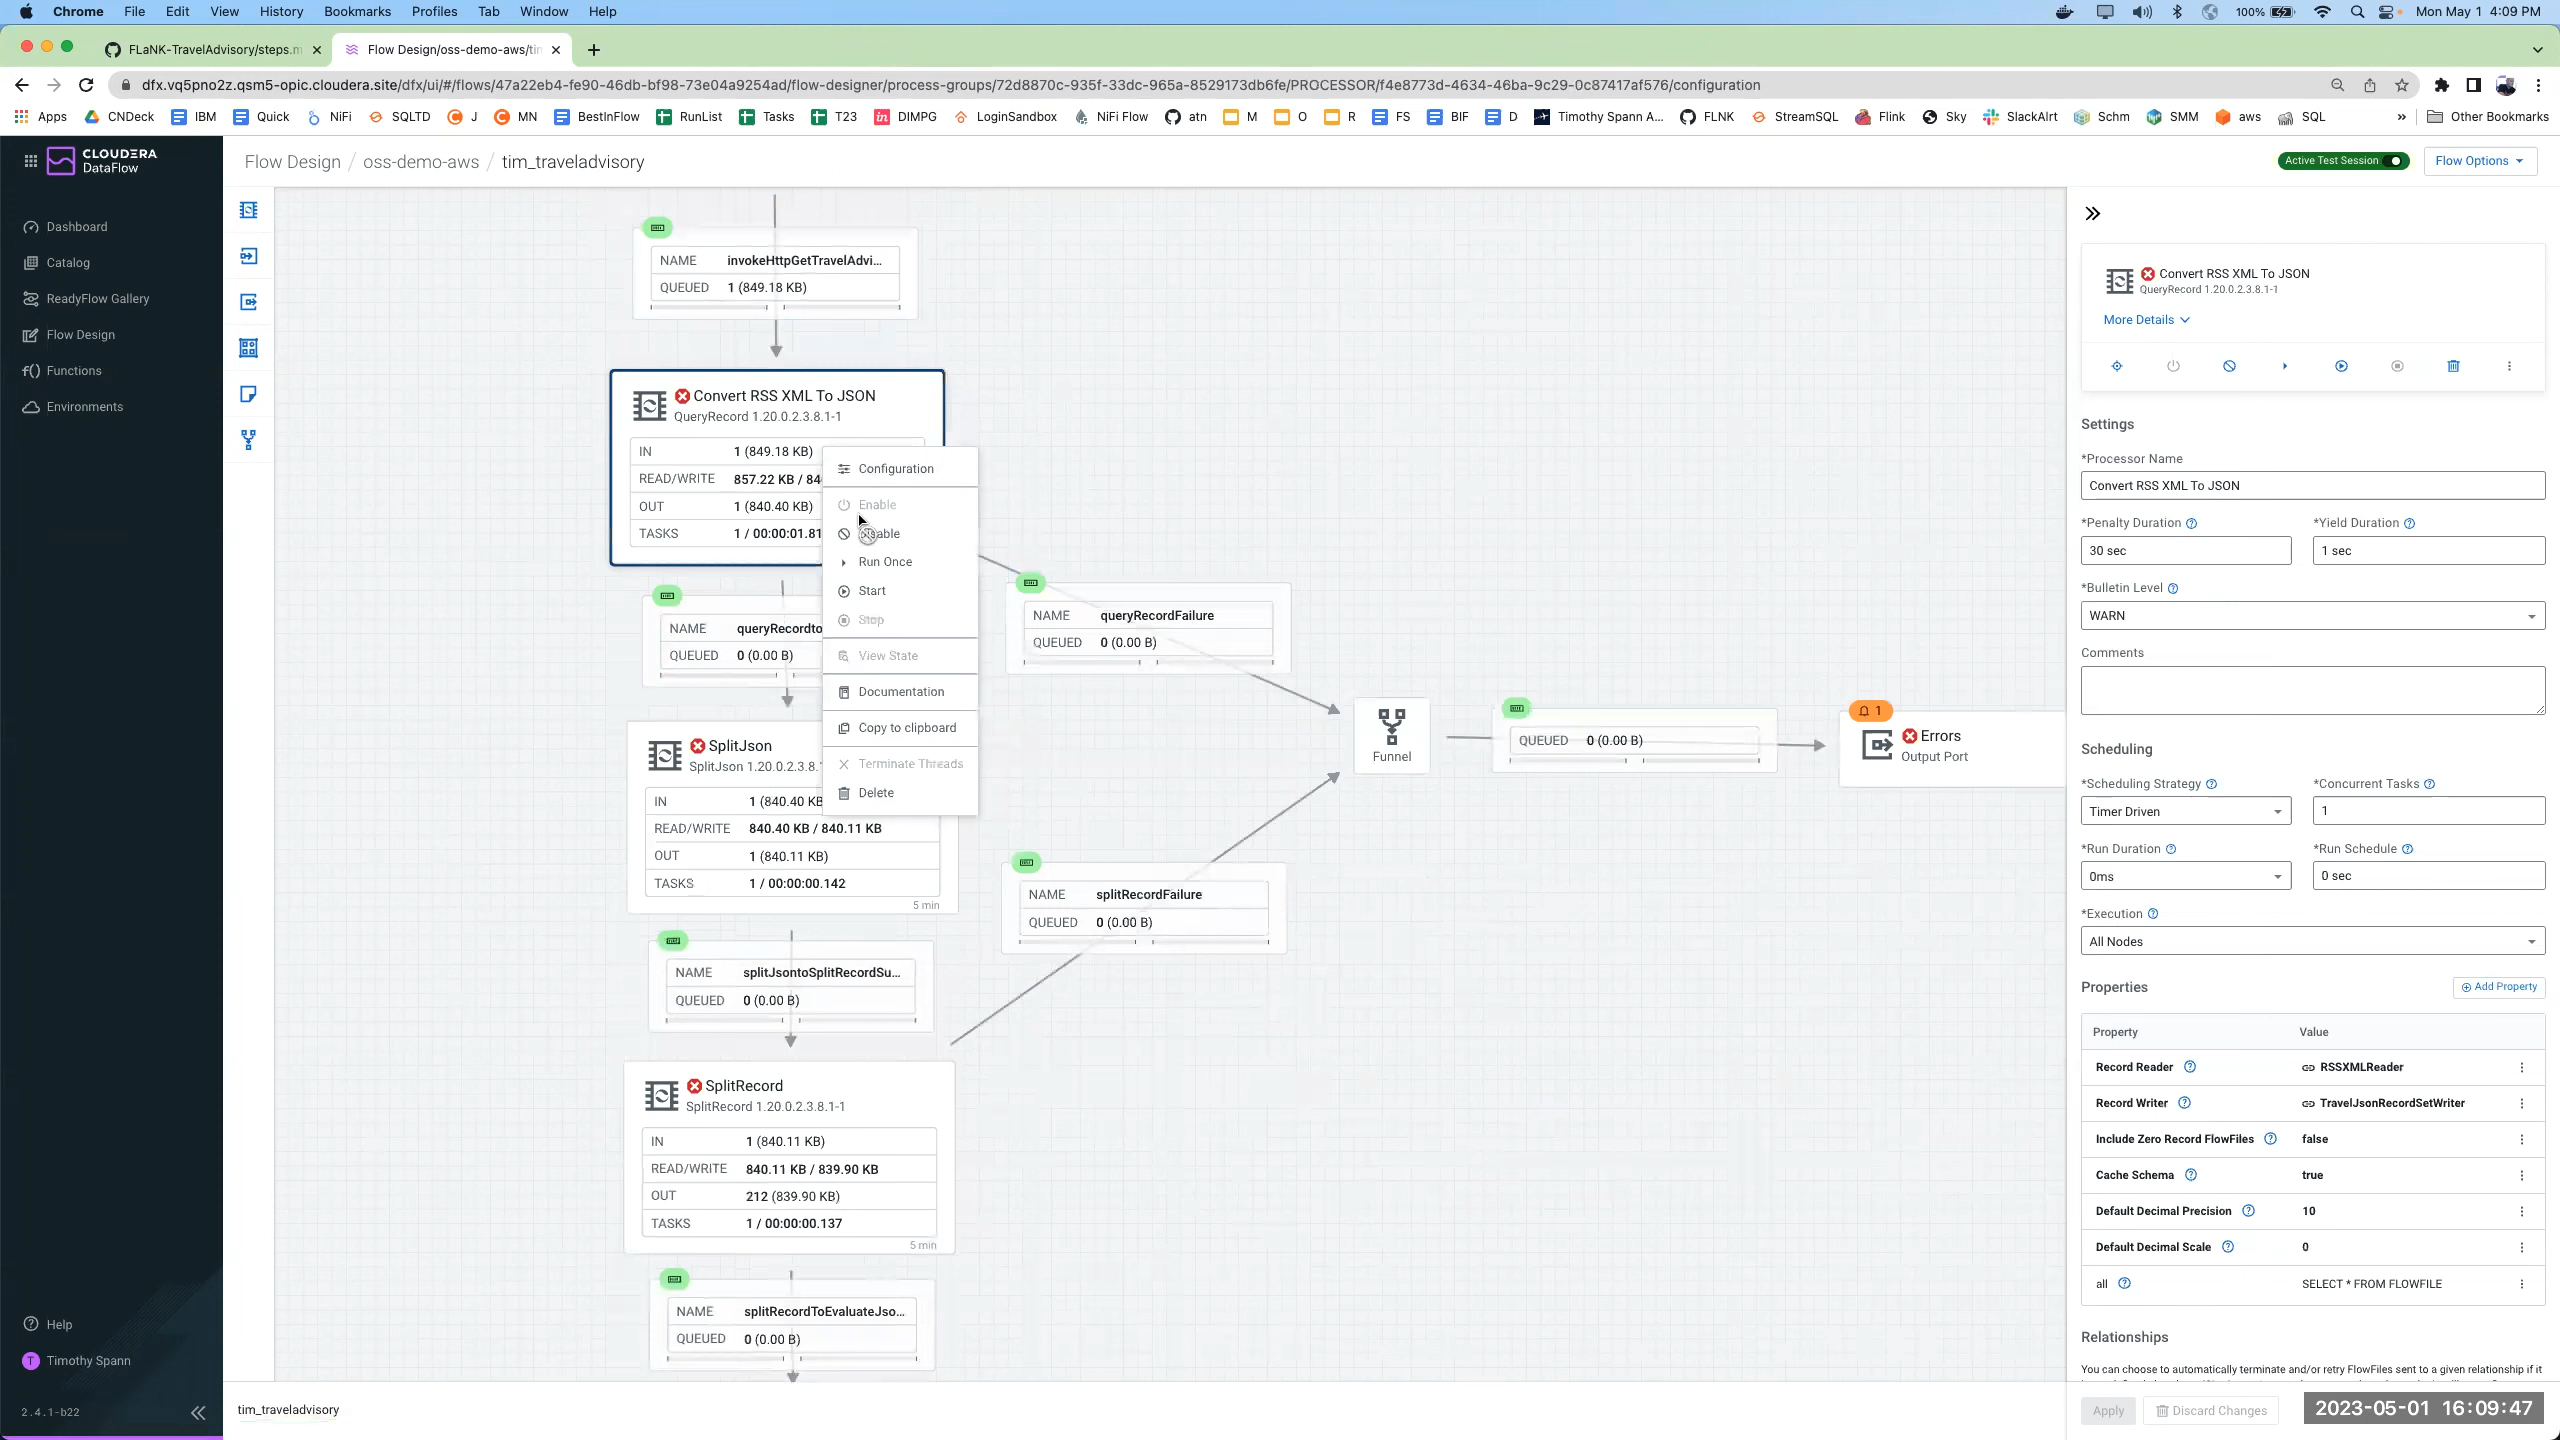 Chrome File Edit View History Bookmarks Profiles Tab Window Help 100% Mon May 1 4:09 PM
FLaNK-TravelAdvisory/steps.m Flow Design/oss-demo-aws/tim
dfx.vq5pno2z.qsm5-opic.cloudera.site/dfx/ui/#/flows/47a22eb4-fe90-46db-bf98-73e04a9254ad/flow-designer/process-groups/72d8870c-935f-33dc-965a-8529173db6fe/PROCESSOR/f4e8773d-4634-46ba-9c29-0c87417af576/configuration
Apps CNDeck IBM Quick NiFi SQLTD J MN BestInFlow RunList Tasks T23 DIMPG LoginSandbox NiFi Flow atn M O R FS BIF D Timothy Spann A... FLNK StreamSQL Flink Sky SlackAlrt Schm SMM aws SQL » Other Bookmarks
CLOUDERA
DataFlow
Dashboard
Catalog
ReadyFlow Gallery
Flow Design
Functions
Environments
Help
T Timothy Spann
2.4.1-b22
Flow Design / oss-demo-aws / tim_traveladvisory
Active Test Session
Flow Options
NAME invokeHttpGetTravelAdvi...
QUEUED 1 (849.18 KB)
Convert RSS XML To JSON
QueryRecord 1.20.0.2.3.8.1-1
IN 1 (849.18 KB)
READ/WRITE 857.22 KB / 84
OUT 1 (840.40 KB)
TASKS 1 / 00:00:01.81
Configuration
Enable
Run Once
Start
Stop
View State
Documentation
Copy to clipboard
Terminate Threads
Delete
NAME queryRecordto
QUEUED 0 (0.00 B)
NAME queryRecordFailure
QUEUED 0 (0.00 B)
Funnel
QUEUED 0 (0.00 B)
1
Errors
Output Port
SplitJson
SplitJson 1.20.0.2.3.8.
IN 1 (840.40 KB
READ/WRITE 840.40 KB / 840.11 KB
OUT 1 (840.11 KB)
TASKS 1 / 00:00:00.142
5 min
NAME splitRecordFailure
QUEUED 0 (0.00 B)
NAME splitJsontoSplitRecordSu...
QUEUED 0 (0.00 B)
SplitRecord
SplitRecord 1.20.0.2.3.8.1-1
IN 1 (840.11 KB)
READ/WRITE 840.11 KB / 839.90 KB
OUT 212 (839.90 KB)
TASKS 1 / 00:00:00.137
5 min
NAME splitRecordToEvaluateJso...
QUEUED 0 (0.00 B)
tim_traveladvisory
Convert RSS XML To JSON
QueryRecord 1.20.0.2.3.8.1-1
More Details
Settings
*Processor Name
Convert RSS XML To JSON
*Penalty Duration *Yield Duration
30 sec 1 sec
*Bulletin Level
WARN
Comments
Scheduling
*Scheduling Strategy *Concurrent Tasks
Timer Driven 1
*Run Duration *Run Schedule
0ms 0 sec
*Execution
All Nodes
Properties Add Property
Property Value
Record Reader RSSXMLReader
Record Writer TravelJsonRecordSetWriter
Include Zero Record FlowFiles false
Cache Schema true
Default Decimal Precision 10
Default Decimal Scale 0
all SELECT * FROM FLOWFILE
Relationships
You can choose to automatically terminate and/or retry FlowFiles sent to a given relationship if it
Apply Discard Changes 2023-05-01 16:09:47